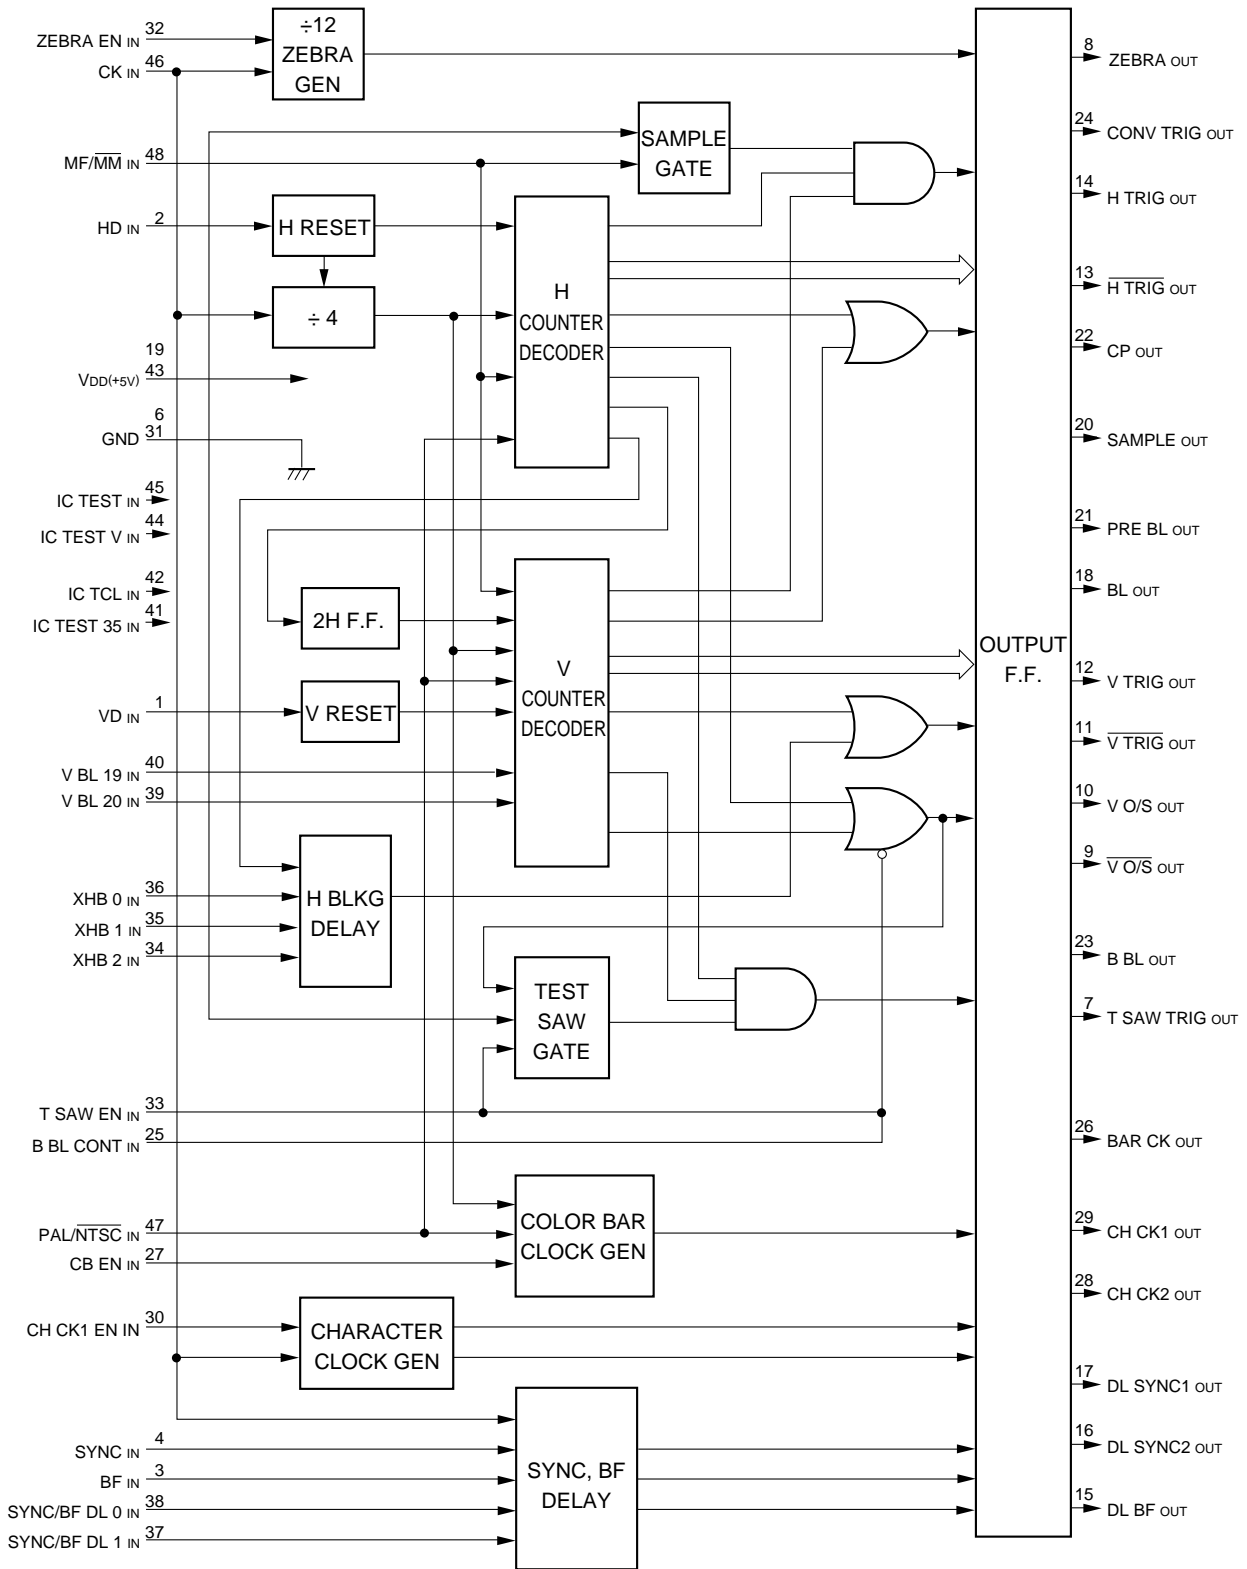 ZEBRA EN IN 32
CK IN 46
÷12
ZEBRA
GEN
MF/M̅M̅ IN 48
SAMPLE
GATE
HD IN 2
H RESET
÷ 4
H
COUNTER
DECODER
19
VDD(+5V) 43
6
GND 31
IC TEST IN 45
IC TEST V IN 44
IC TCL IN 42
IC TEST 35 IN 41
2H F.F.
V
COUNTER
DECODER
VD IN 1
V RESET
V BL 19 IN 40
V BL 20 IN 39
XHB 0 IN 36
XHB 1 IN 35
XHB 2 IN 34
H BLKG
DELAY
TEST
SAW
GATE
T SAW EN IN 33
B BL CONT IN 25
PAL/N̅T̅S̅C̅ IN 47
CB EN IN 27
COLOR BAR
CLOCK GEN
CH CK1 EN IN 30
CHARACTER
CLOCK GEN
SYNC IN 4
BF IN 3
SYNC/BF DL 0 IN 38
SYNC/BF DL 1 IN 37
SYNC, BF
DELAY
OUTPUT
F.F.
8 ZEBRA OUT
24 CONV TRIG OUT
14 H TRIG OUT
13 H̅ T̅R̅I̅G̅ OUT
22 CP OUT
20 SAMPLE OUT
21 PRE BL OUT
18 BL OUT
12 V TRIG OUT
11 V̅ T̅R̅I̅G̅ OUT
10 V O/S OUT
9 V̅ O̅/̅S̅ OUT
23 B BL OUT
7 T SAW TRIG OUT
26 BAR CK OUT
29 CH CK1 OUT
28 CH CK2 OUT
17 DL SYNC1 OUT
16 DL SYNC2 OUT
15 DL BF OUT